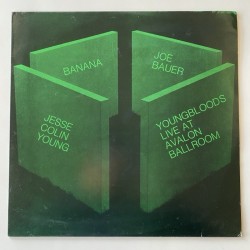 BANANA
JOE
BAUER
JESSE
COLIN
YOUNG
YOUNGBLOODS
LIVE AT
AVALON
BALLROOM